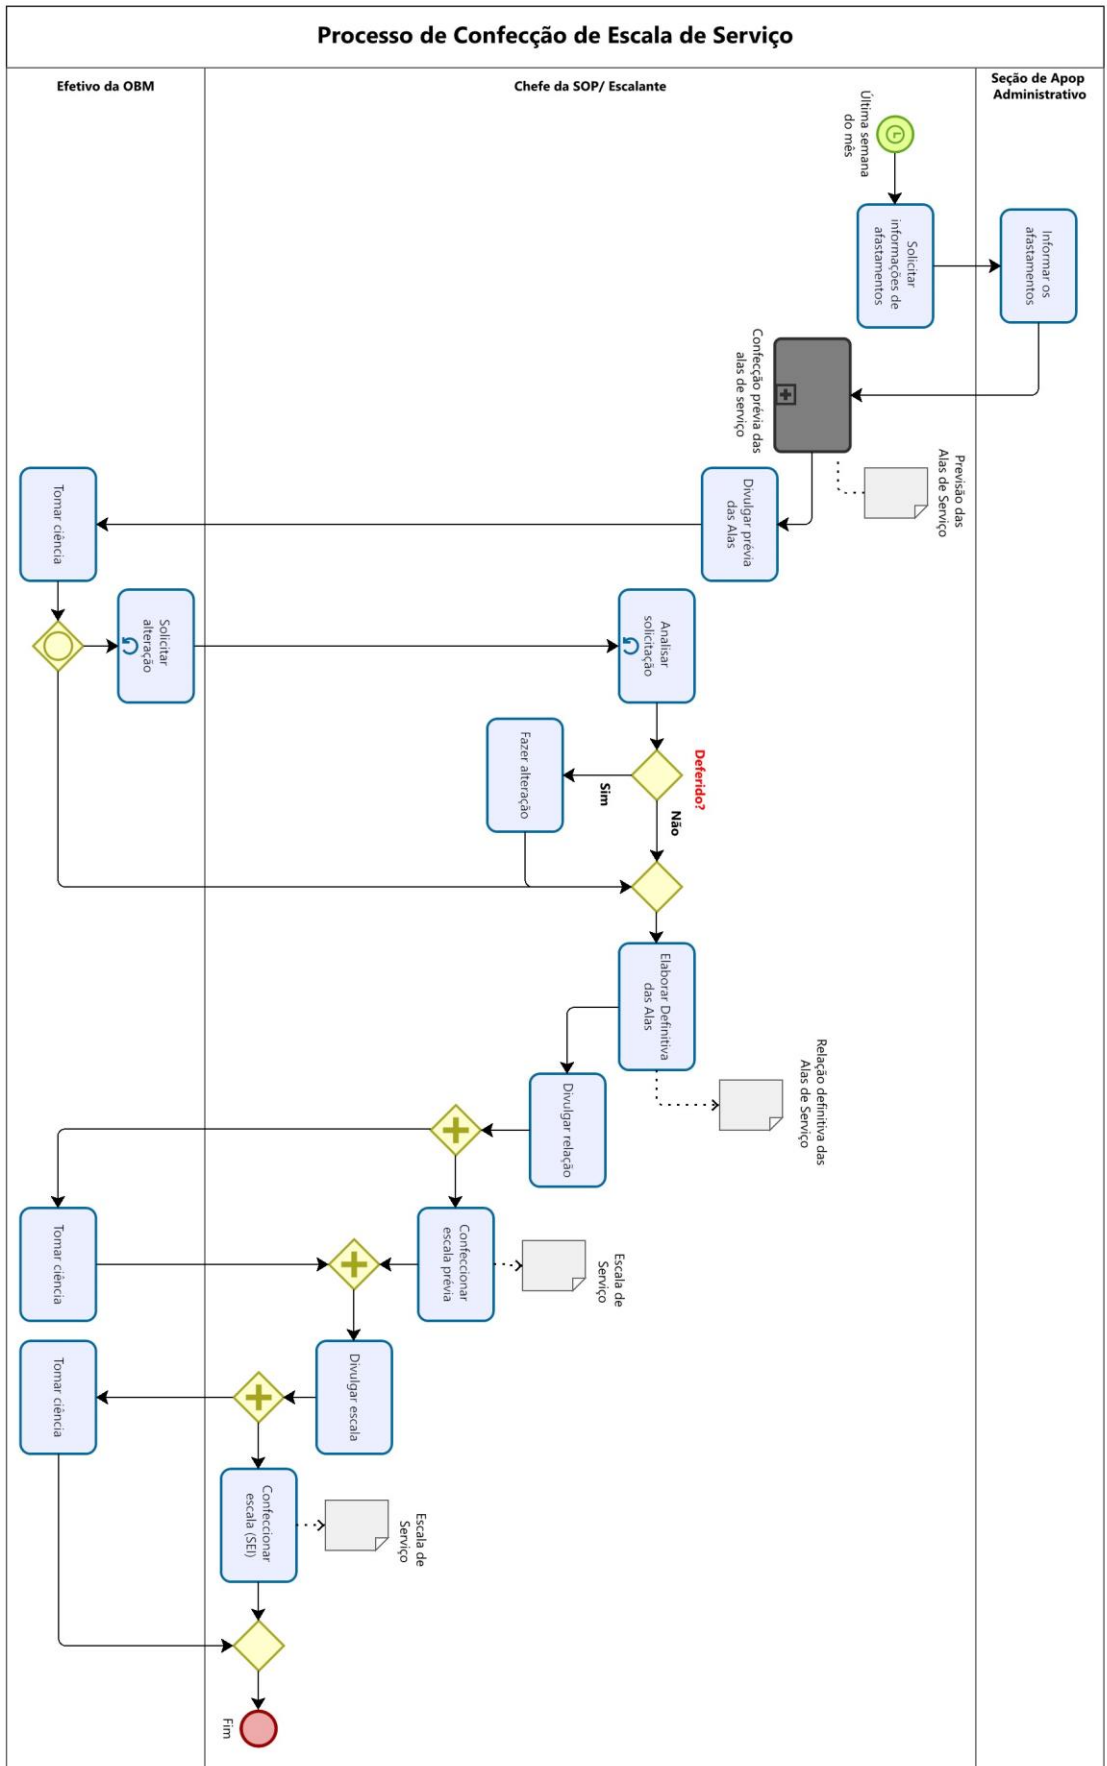 Processo de Confecção de Escala de Serviço
Efetivo da OBM
Chefe da SOP/ Escalante
Seção de Apop
Administrativo
Última semana
do mês
Solicitar
informações de
afastamentos
Informar os
afastamentos
Confecção prévia das
alas de serviço
Previsão das
Alas de Serviço
Divulgar prévia
das Alas
Tomar ciência
Solicitar
alteração
Analisar
solicitação
Deferido?
Sim
Não
Fazer alteração
Elaborar Definitiva
das Alas
Relação definitiva das
Alas de Serviço
Divulgar relação
Tomar ciência
Confeccionar
escala prévia
Escala de
Serviço
Divulgar escala
Tomar ciência
Confeccionar
escala (SEI)
Escala de
Serviço
Fim